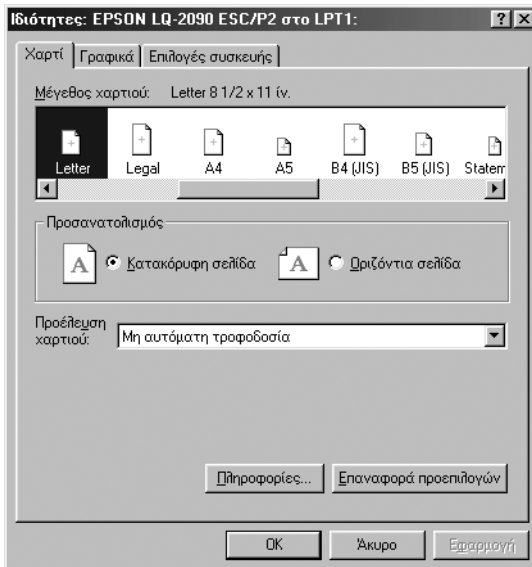 Ιδιότητες: EPSON LQ-2090 ESC/P2 στο LPT1:
Χαρτί Γραφικά Επιλογές συσκευής
Μέγεθος χαρτιού: Letter 8 1/2 x 11 ίν.
Letter Legal A4 A5 B4 (JIS) B5 (JIS) Statem
Προσανατολισμός
A Κατακόρυφη σελίδα A Οριζόντια σελίδα
Προέλευση
χαρτιού: Μη αυτόματη τροφοδοσία
Πληροφορίες... Επαναφορά προεπιλογών
OK Άκυρο Εφαρμογή